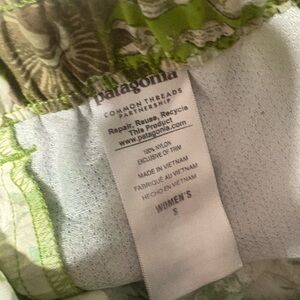 patagonia
COMMON THREADS
PARTNERSHIP
Repair, Reuse, Recycle
This Product
www.patagonia.com
100% NYLON
EXCLUSIVE OF TRIM
MADE IN VIETNAM
FABRIQUÉ AU VIETNAM
HECHO EN VIETNAM
WOMEN'S
S